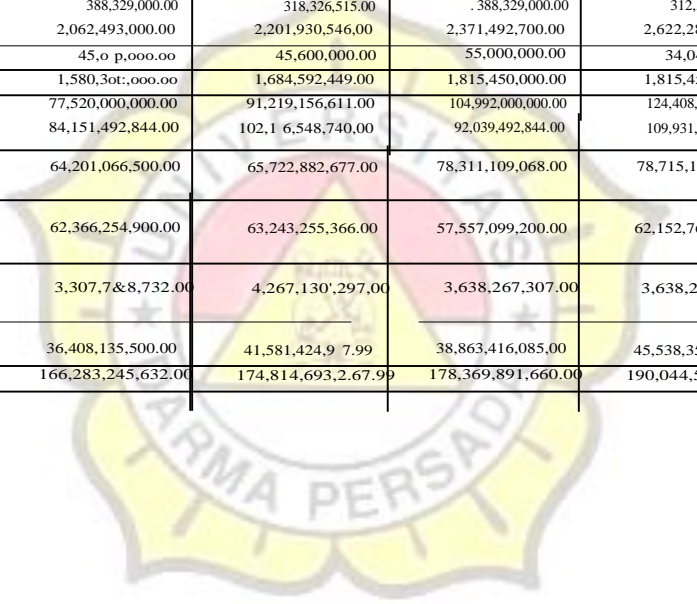 388,329,000.00 318,326,515.00 . 388,329,000.00 312,
2,062,493,000.00 2,201,930,546,00 2,371,492,700.00 2,622,28
45,o p,ooo.oo 45,600,000.00 55,000,000.00 34,04
1,580,3ot:,ooo.oo 1,684,592,449.00 1,815,450,000.00 1,815,45
77,520,000,000.00 91,219,156,611.00 104,992,000,000.00 124,408,
84,151,492,844.00 102,1 6,548,740,00 92,039,492,844.00 109,931,
64,201,066,500.00 65,722,882,677.00 78,311,109,068.00 78,715,1
62,366,254,900.00 63,243,255,366.00 57,557,099,200.00 62,152,76
3,307,7&8,732.00 4,267,130',297,00 3,638,267,307.00 3,638,2
36,408,135,500.00 41,581,424,9 7.99 38,863,416,085,00 45,538,35
166,283,245,632.00 174,814,693,2.67.99 178,369,891,660.00 190,044,5
UNIVERSITAS
DARMA PERSADA